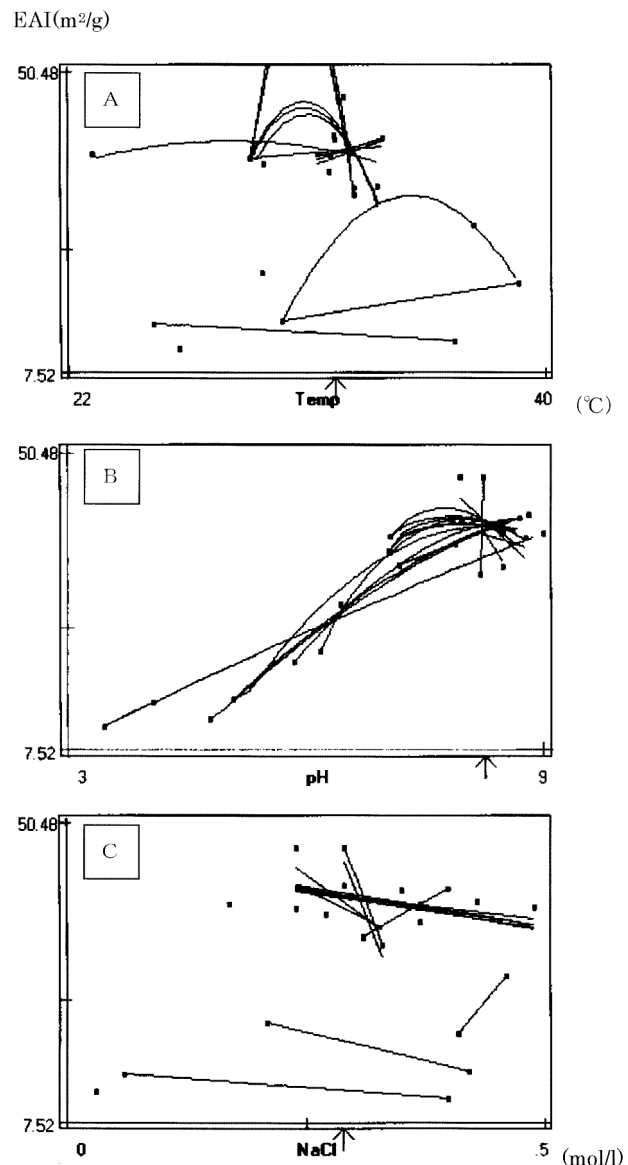 EAI(m²/g)
50.48
A
7.52
22 Temp 40 (℃)
50.48
B
7.52
3 pH 9
50.48
C
7.52
0 NaCl .5 (mol/l)